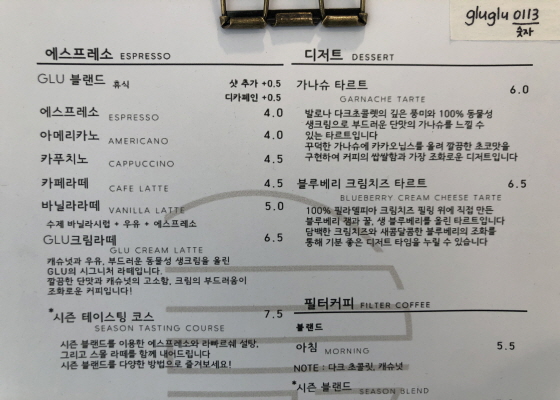 gluglu 0113
숫자
에스프레소 ESPRESSO
GLU 블랜드 휴식
샷 추가 +0.5
디카페인 +0.5
에스프레소 ESPRESSO 4.0
아메리카노 AMERICANO 4.0
카푸치노 CAPPUCCINO 4.5
카페라떼 CAFE LATTE 4.5
바닐라라떼 VANILLA LATTE 5.0
수제 바닐라시럽 + 우유 + 에스프레소
GLU크림라떼 6.5
GLU CREAM LATTE
캐슈넛과 우유, 부드러운 동물성 생크림을 올린
GLU의 시그니처 라떼입니다.
깔끔한 단맛과 캐슈넛의 고소함, 크림의 부드러움이
조화로운 커피입니다!
*시즌 테이스팅 코스 7.5
SEASON TASTING COURSE
시즌 블랜드를 이용한 에스프레소와 라빠르쉐 설탕,
그리고 스몰 라떼를 함께 내어드립니다
시즌 블랜드를 다양한 방법으로 즐겨보세요!
디저트 DESSERT
가나슈 타르트 6.0
GARNACHE TARTE
발로나 다크초콜렛의 깊은 풍미와 100% 동물성
생크림으로 부드러운 단맛의 가나슈를 느낄 수
있는 타르트입니다
꾸덕한 가나슈에 카카오닙스를 올려 깔끔한 초코맛을
구현하여 커피의 쌉쌀함과 가장 조화로운 디저트입니다
블루베리 크림치즈 타르트 6.5
BLUEBERRY CREAM CHEESE TARTE
100% 필라델피아 크림치즈 필링 위에 직접 만든
블루베리 잼과 꿀, 생 블루베리를 올린 타르트입니다
담백한 크림치즈와 새콤달콤한 블루베리의 조화를
통해 기분 좋은 디저트 타임을 누릴 수 있습니다
필터커피 FILTER COFFEE
블랜드
아침 MORNING 5.5
NOTE : 다크 초콜릿, 캐슈넛
*시즌 블랜드 SEASON BLEND